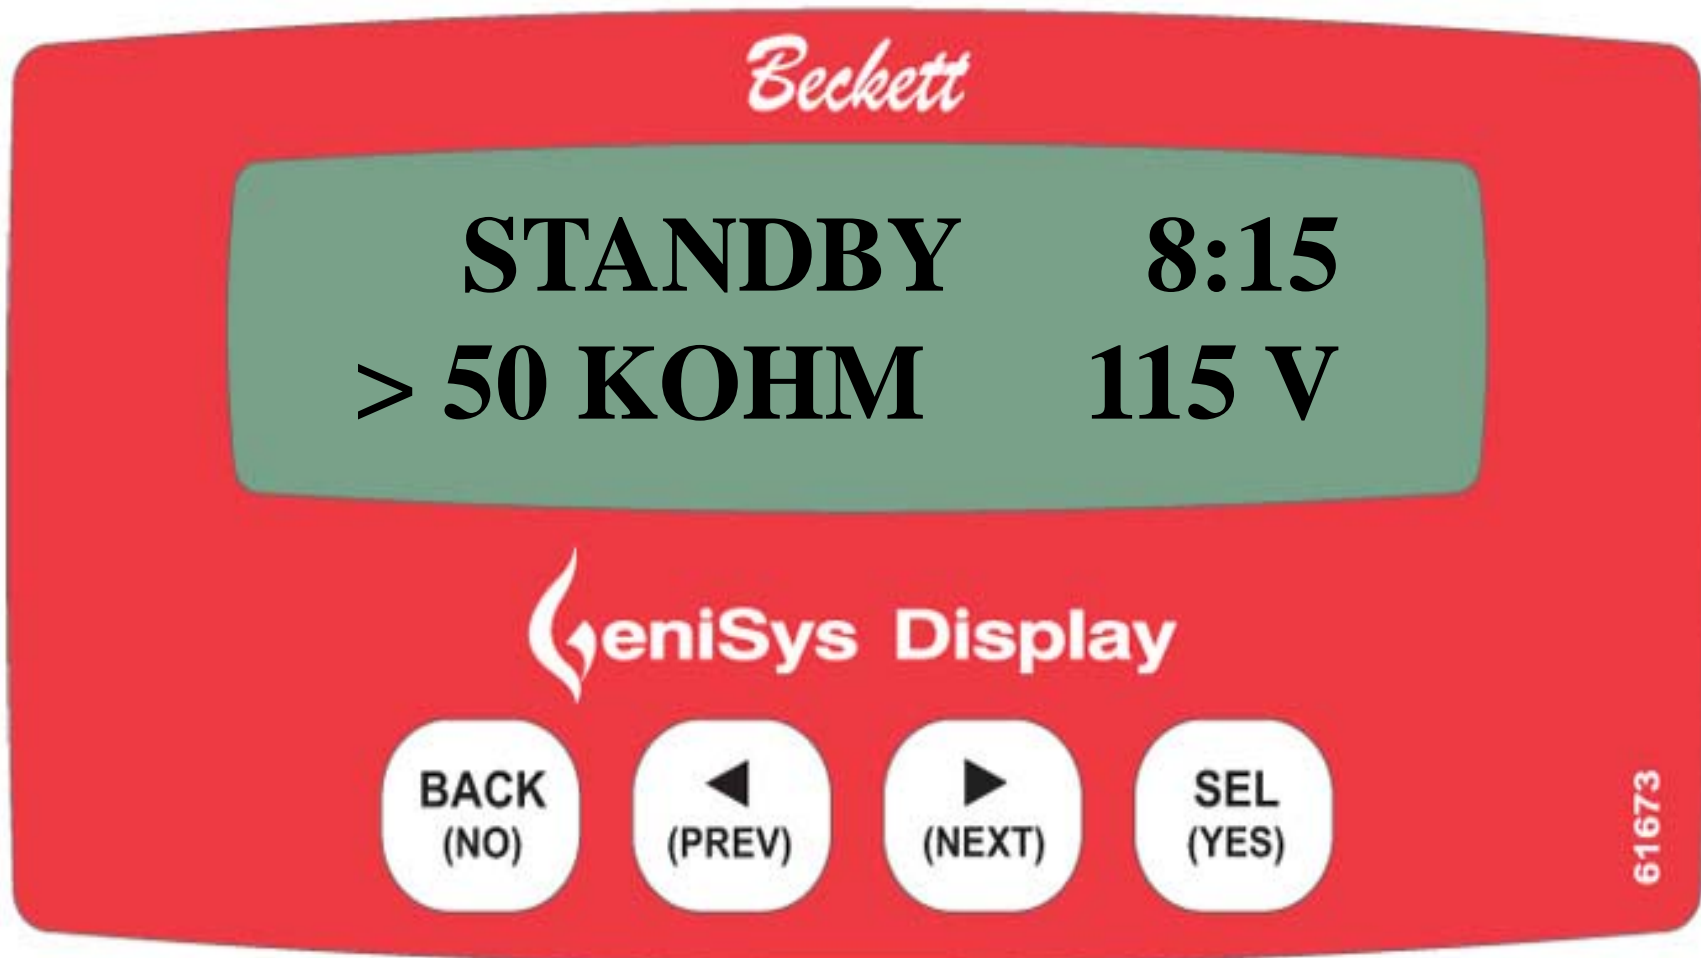 Beckett
STANDBY 8:15
> 50 KOHM 115 V
GeniSys Display
BACK
(NO)
◀
(PREV)
▶
(NEXT)
SEL
(YES)
61673